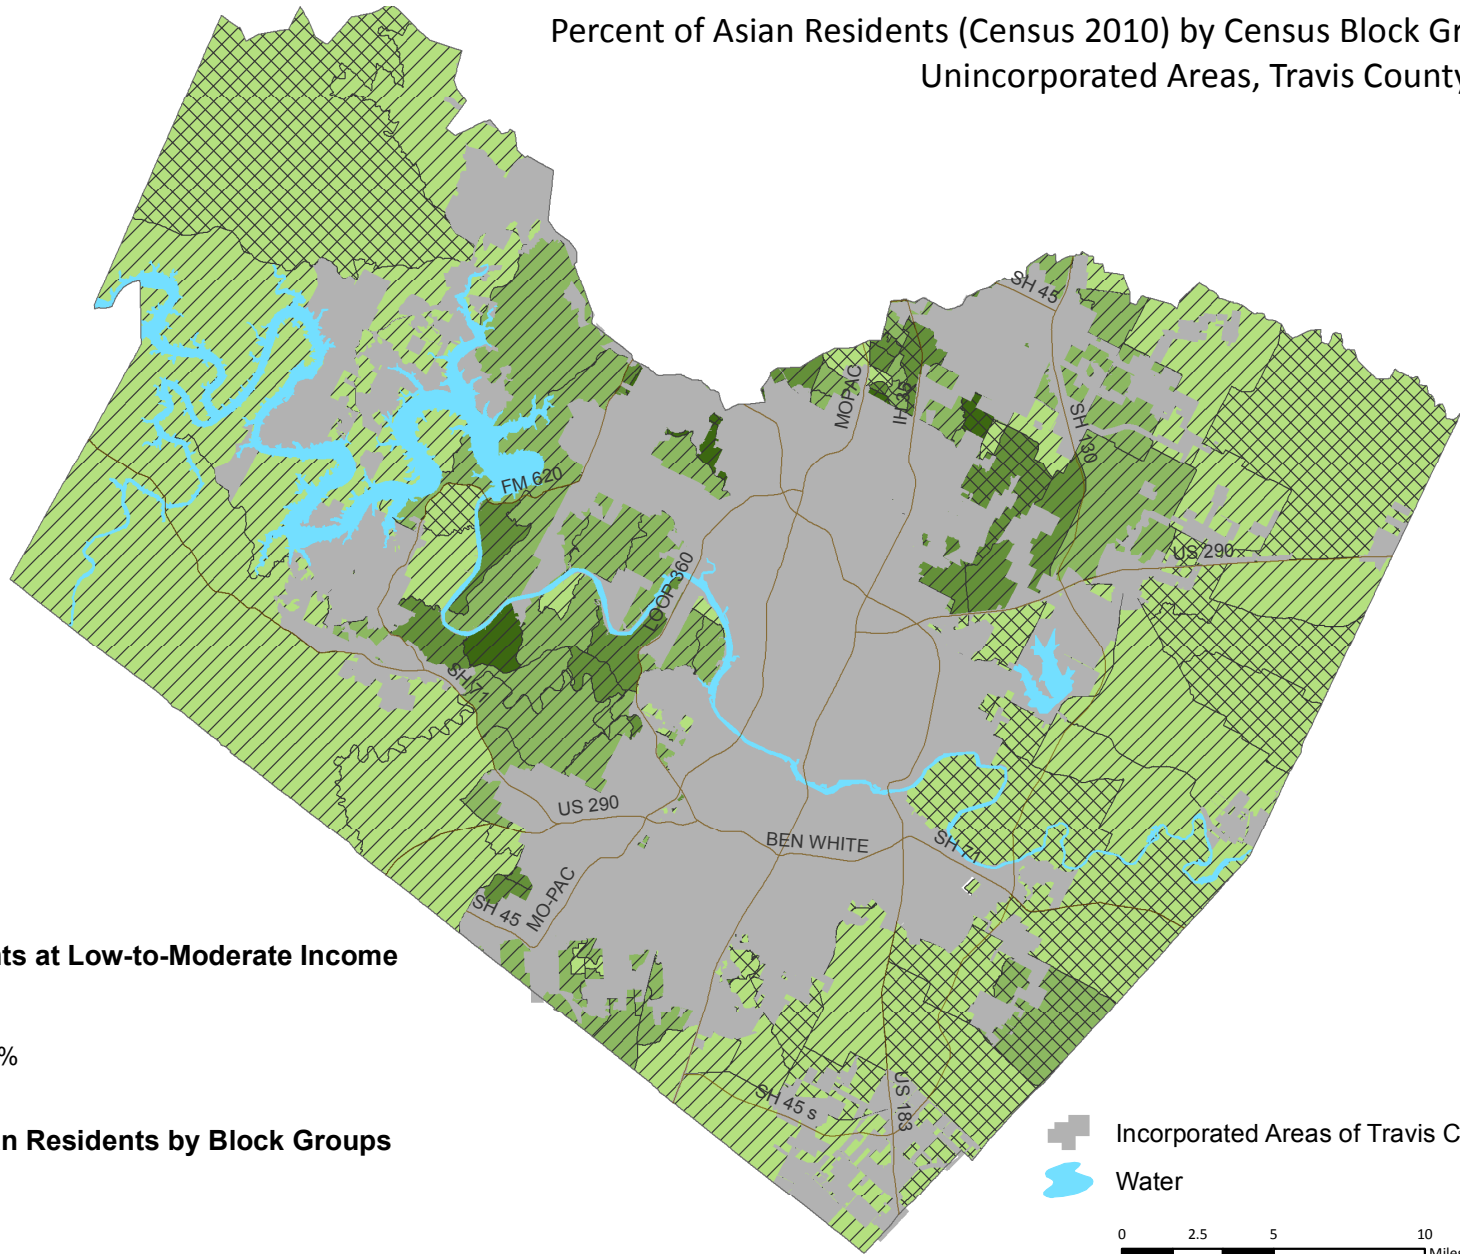 Percent of Asian Residents (Census 2010) by Census Block Gr
Unincorporated Areas, Travis County
SH 45
MOPAC
IH 35
SH 130
FM 620
US 290
LOOP 360
SH 71
US 290
BEN WHITE
SH 71
MO-PAC
SH 45
nts at Low-to-Moderate Income
%
US 183
SH 45 s
n Residents by Block Groups
Incorporated Areas of Travis C
Water
0 2.5 5 10
Miles